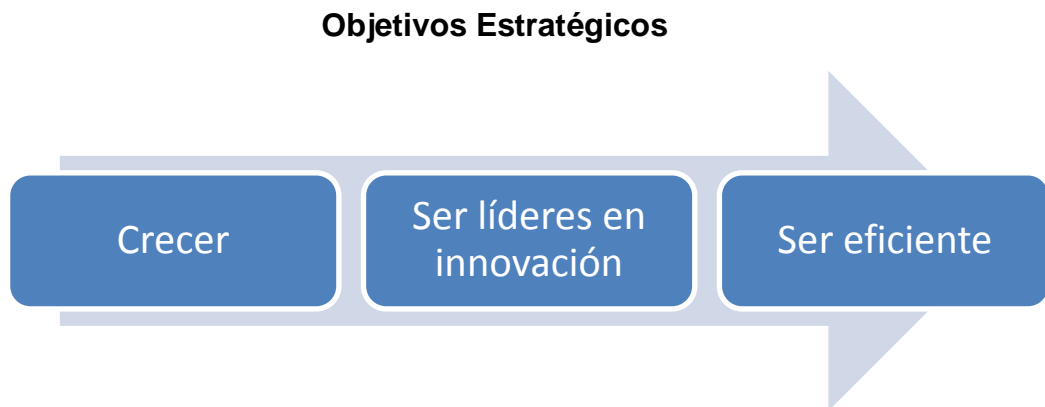 Objetivos Estratégicos
Crecer
Ser líderes en
innovación
Ser eficiente